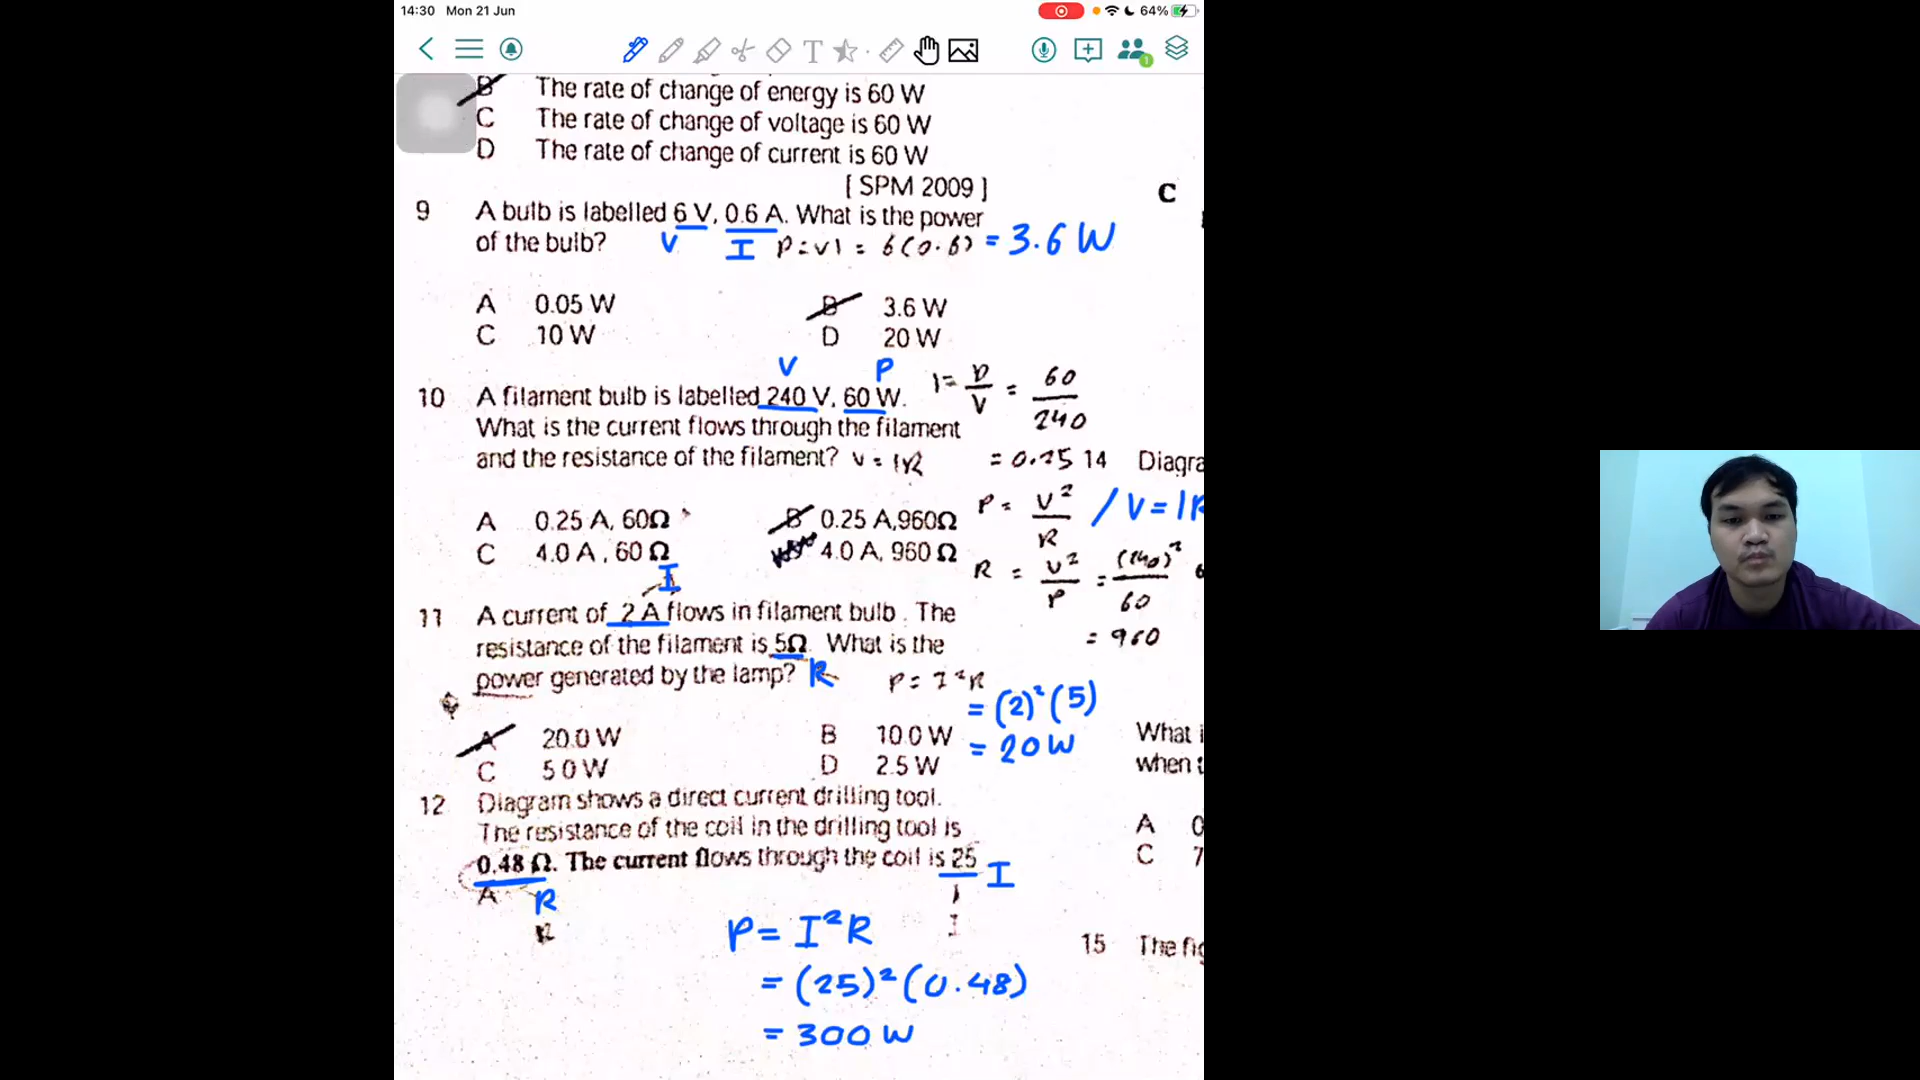 14:30 Mon 21 Jun
64%
T
1
B The rate of change of energy is 60 W
C The rate of change of voltage is 60 W
D The rate of change of current is 60 W
[ SPM 2009 ]
C
9 A bulb is labelled 6 V, 0.6 A. What is the power
of the bulb?
V I P=VI = 6(0.6) = 3.6 W
A 0.05 W B 3.6 W
C 10 W D 20 W
V P
10 A filament bulb is labelled 240 V, 60 W.
What is the current flows through the filament
and the resistance of the filament? V = IR
I = P/V = 60/240
= 0.25
A 0.25 A, 60Ω B 0.25 A,960Ω
C 4.0 A , 60 Ω 4.0 A, 960 Ω
P = V²/R / V = IR
R = V²/P = (240)²/60
= 960
I
11 A current of 2 A flows in filament bulb . The
resistance of the filament is 5Ω. What is the
power generated by the lamp? R
P = I²R
= (2)² (5)
= 20 W
A 20.0 W B 10.0 W
C 5 0 W D 2.5 W
12 Diagram shows a direct current drilling tool.
The resistance of the coil in the drilling tool is
0.48 Ω. The current flows through the coil is 25
A
R I
R I
P = I²R
= (25)² (0.48)
= 300 W
14 Diagra
What i
when t
A 0
C 7
15 The fig